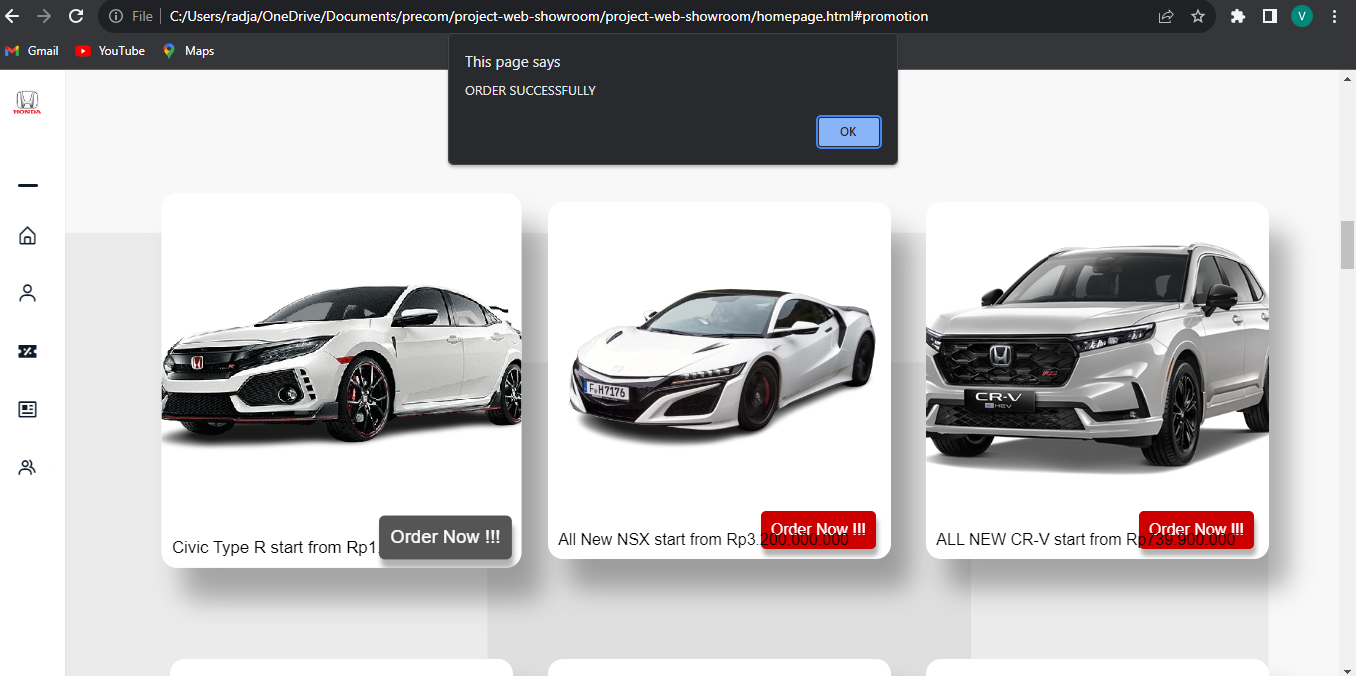 File
C:/Users/radja/OneDrive/Documents/precom/project-web-showroom/project-web-showroom/homepage.html#promotion
V
Gmail
YouTube
Maps
This page says
ORDER SUCCESSFULLY
OK
HONDA
F·H7176
CR-V
e:HEV
Order Now !!!
Civic Type R start from Rp1.
Order Now !!!
All New NSX start from Rp3.200.000.000
Order Now !!!
ALL NEW CR-V start from Rp739.900.000